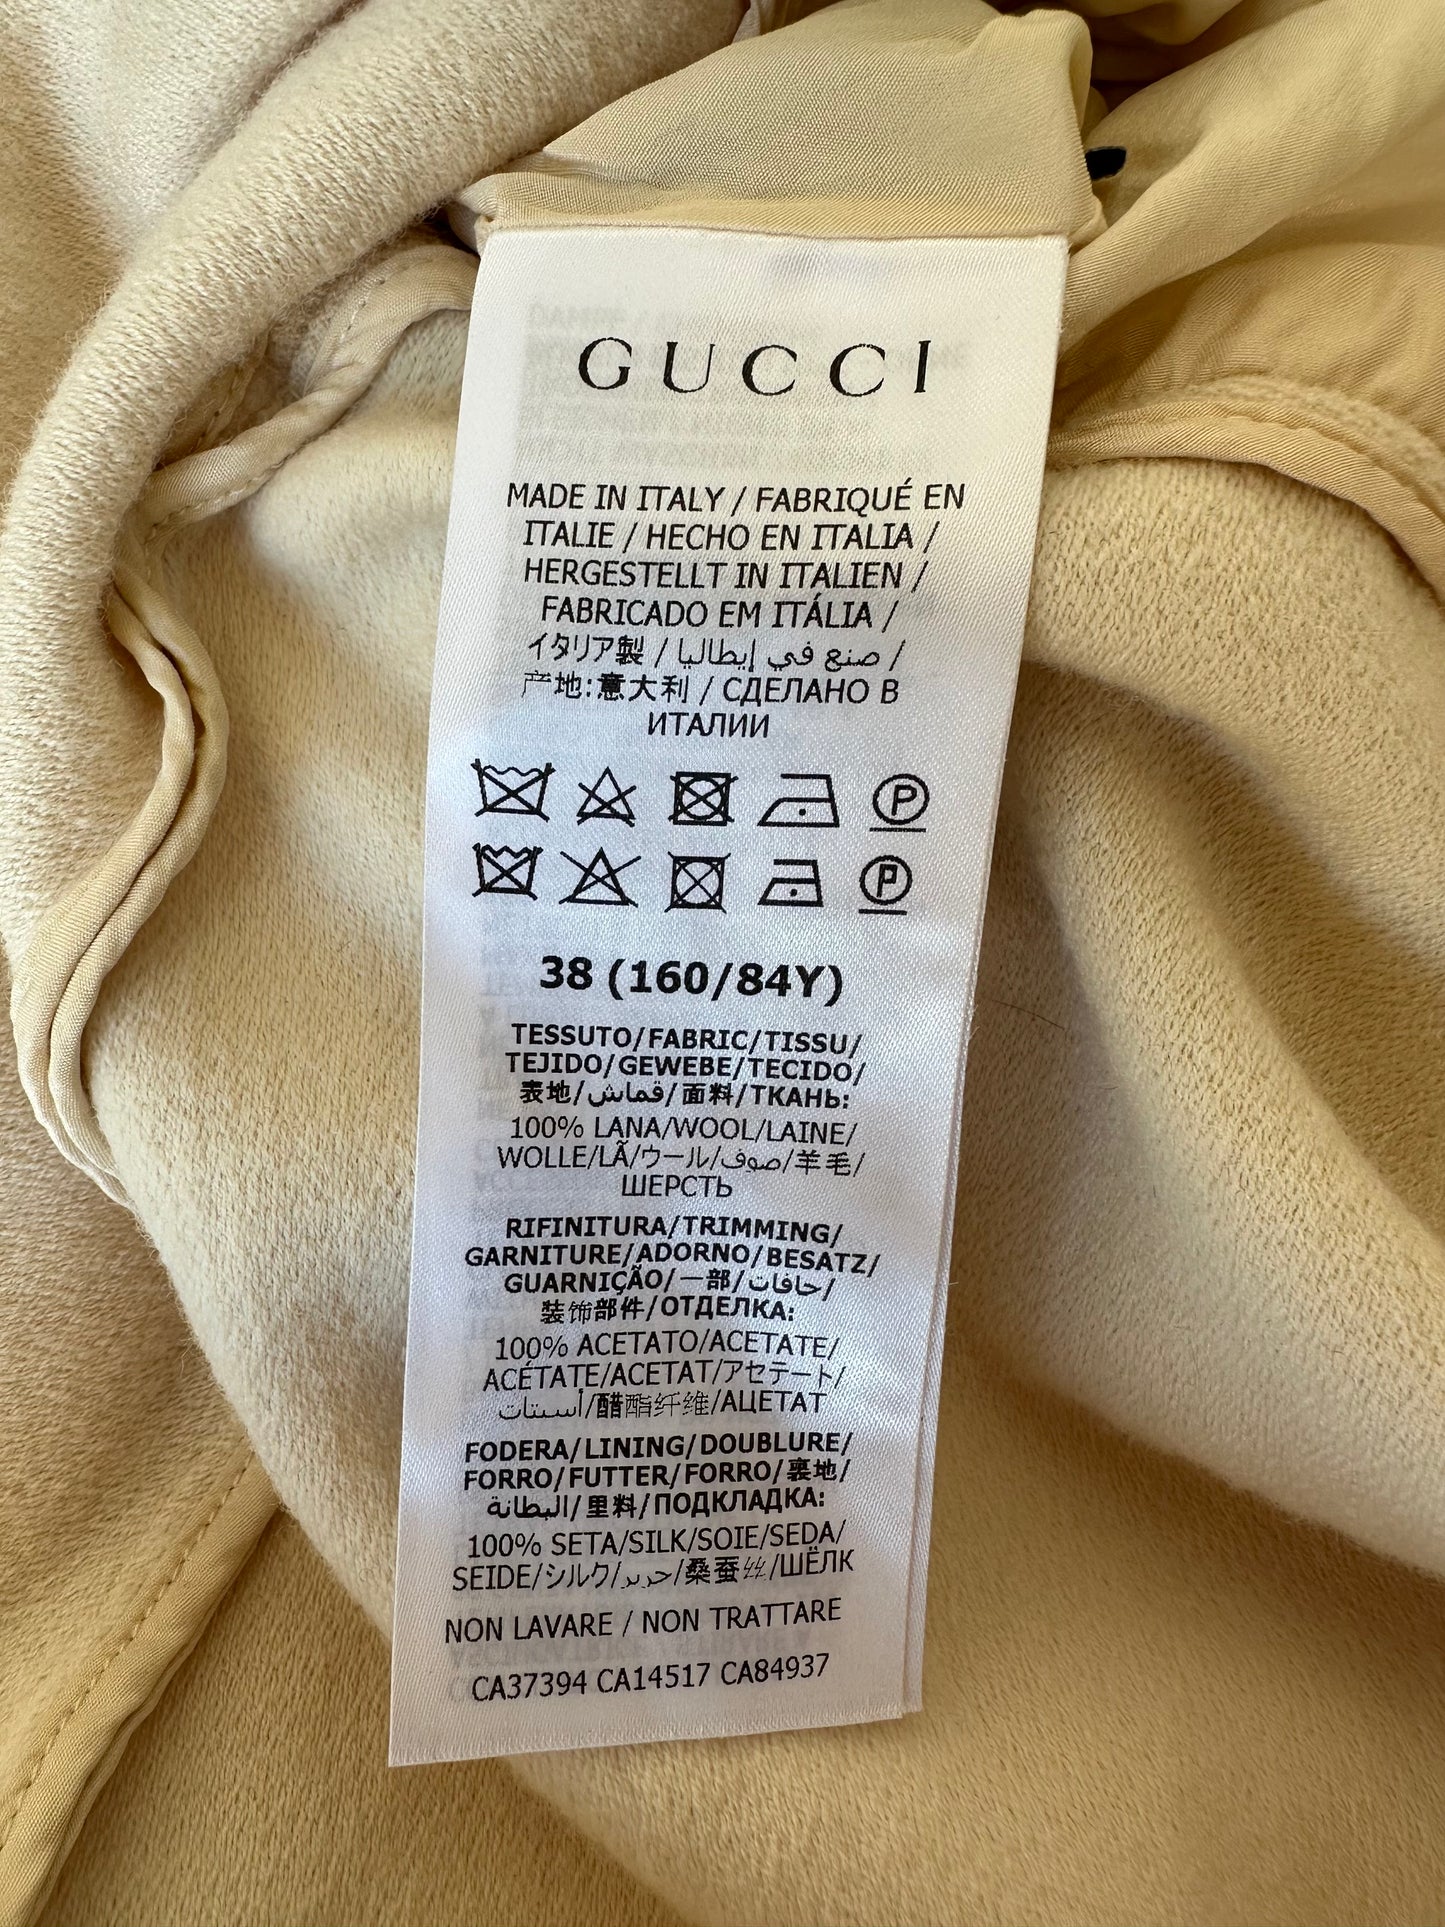 GUCCI
MADE IN ITALY / FABRIQUÉ EN
ITALIE / HECHO EN ITALIA /
HERGESTELLT IN ITALIEN /
FABRICADO EM ITÁLIA /
イタリア製 / صنع في إيطاليا /
产地:意大利 / СДЕЛАНО В
ИТАЛИИ
P
P
38 (160/84Y)
TESSUTO/FABRIC/TISSU/
TEJIDO/GEWEBE/TECIDO/
表地/قماش/面料/ТКАНЬ:
100% LANA/WOOL/LAINE/
WOLLE/LÃ/ウール/صوف/羊毛/
ШЕРСТЬ
RIFINITURA/TRIMMING/
GARNITURE/ADORNO/BESATZ/
GUARNIÇÃO/一部/حافات/
装饰部件/ОТДЕЛКА:
100% ACETATO/ACETATE/
ACÉTATE/ACETAT/アセテート/
أسيتات/醋酯纤维/АЦЕТАТ
FODERA/LINING/DOUBLURE/
FORRO/FUTTER/FORRO/裏地/
البطانة/里料/ПОДКЛАДКА:
100% SETA/SILK/SOIE/SEDA/
SEIDE/シルク/حرير/桑蚕丝/ШЁЛК
NON LAVARE / NON TRATTARE
CA37394 CA14517 CA84937